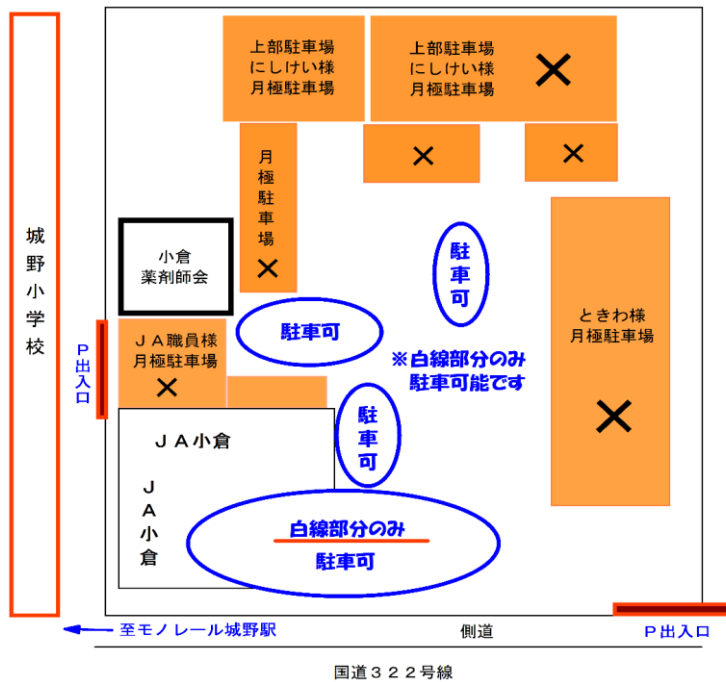 上部駐車場
にしけい様
月極駐車場
上部駐車場
にしけい様
月極駐車場
×
月極駐車場
×
×
×
城野小学校
小倉
薬剤師会
駐車可
駐車可
ときわ様
月極駐車場
×
P出入口
JA職員様
月極駐車場
×
※白線部分のみ
駐車可能です
駐車可
JA小倉
JA小倉
白線部分のみ
駐車可
至モノレール城野駅
側道
P出入口
国道322号線